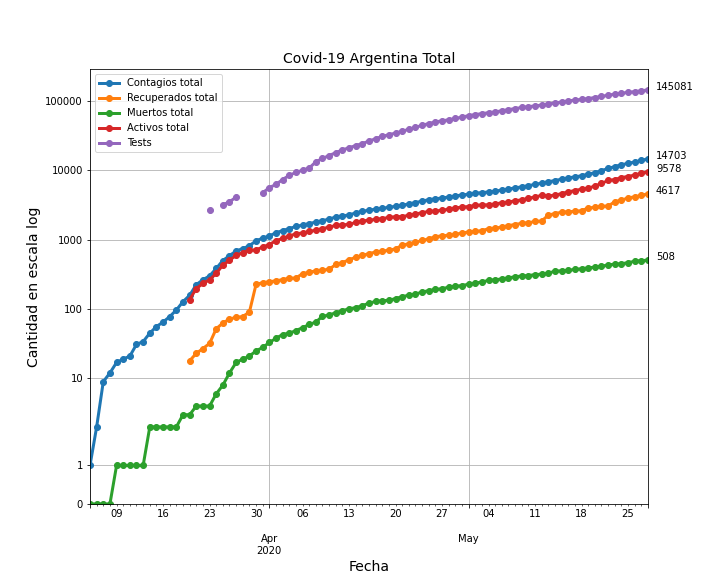 Covid-19 Argentina Total
Contagios total
Recuperados total
Muertos total
Activos total
Tests
100000
10000
1000
100
10
1
0
145081
14703
9578
4617
508
Cantidad en escala log
09 16 23 30 06 13 20 27 04 11 18 25
Apr May
2020
Fecha